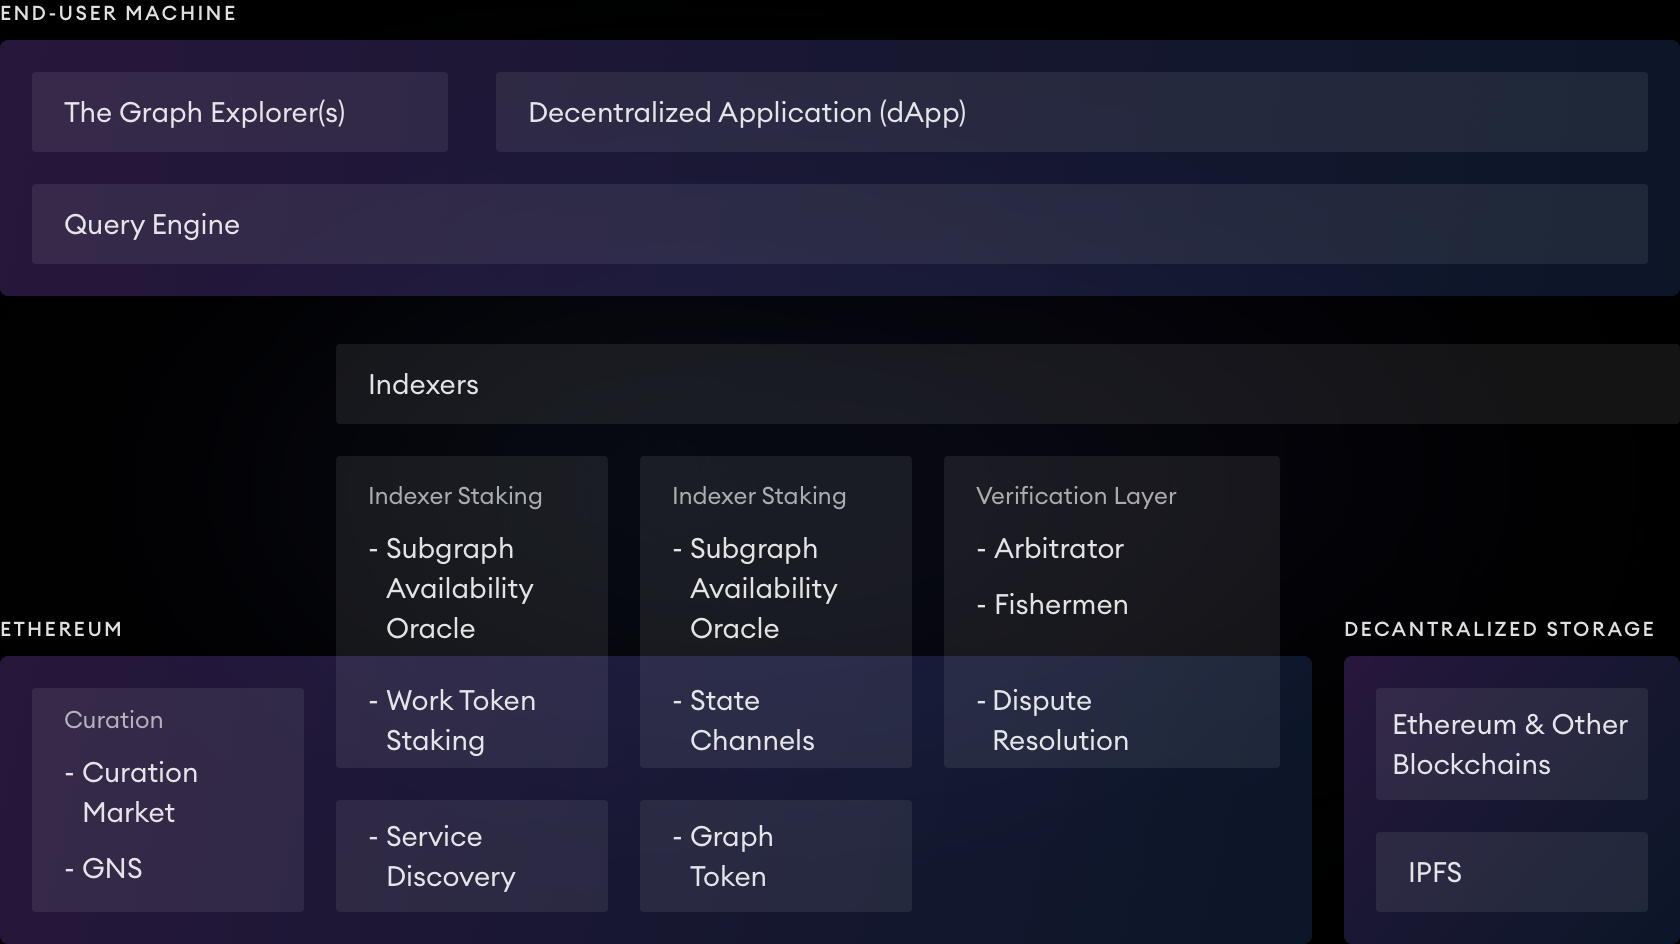 END-USER MACHINE
The Graph Explorer(s)
Decentralized Application (dApp)
Query Engine
Indexers
Indexer Staking
- Subgraph
Availability
Oracle
- Work Token
Staking
Indexer Staking
- Subgraph
Availability
Oracle
- State
Channels
Verification Layer
- Arbitrator
- Fishermen
- Dispute
Resolution
ETHEREUM
Curation
- Curation
Market
- GNS
- Service
Discovery
- Graph
Token
DECANTRALIZED STORAGE
Ethereum & Other
Blockchains
IPFS